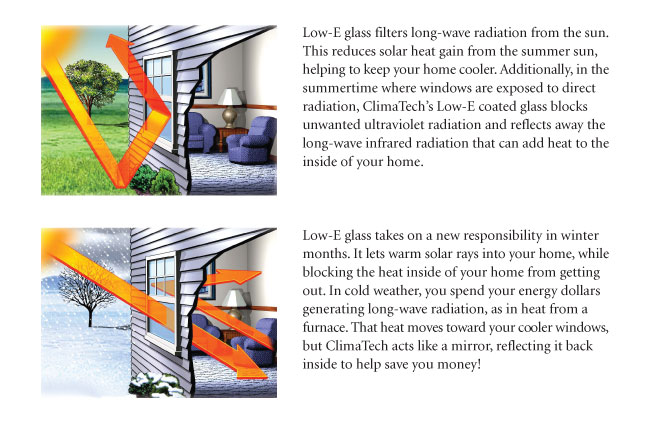 Low-E glass filters long-wave radiation from the sun.
This reduces solar heat gain from the summer sun,
helping to keep your home cooler. Additionally, in the
summertime where windows are exposed to direct
radiation, ClimaTech’s Low-E coated glass blocks
unwanted ultraviolet radiation and reflects away the
long-wave infrared radiation that can add heat to the
inside of your home.
Low-E glass takes on a new responsibility in winter
months. It lets warm solar rays into your home, while
blocking the heat inside of your home from getting
out. In cold weather, you spend your energy dollars
generating long-wave radiation, as in heat from a
furnace. That heat moves toward your cooler windows,
but ClimaTech acts like a mirror, reflecting it back
inside to help save you money!